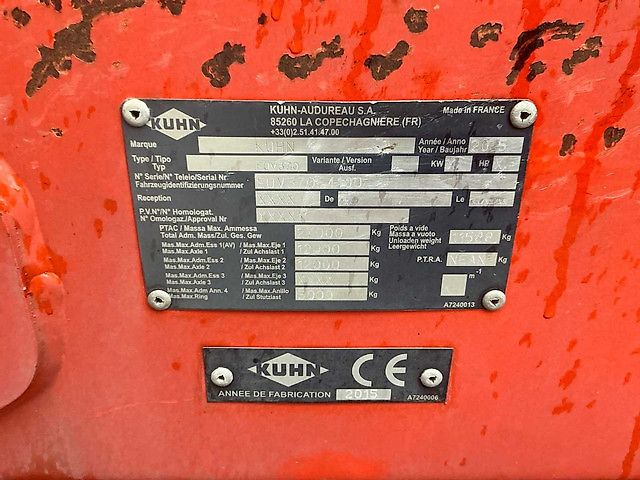 KUHN
KUHN-AUDUREAU S.A.
85260 LA COPECHAGNIERE (FR)
+33(0)2.51.41.47.00
Made in FRANCE
Marque KUHN Année / Anno
Year / Baujahr 2015
Type / Tipo
Typ Variante / Version
Ausf. KW HP
N° Serie/N° Teleio/Serial Nr.
Fahrzeugidentifizierungsnummer
Reception De Le
P.V.N°/N° Homologat.
N° Omologaz./Approval Nr
PTAC / Massa Max. Ammessa
Total Adm. Mass/Zul. Ges. Gew Kg
Mas.Max.Adm.Ess 1(AV) / Mas.Max.Eje 1
Mas.Max.Axle 1 / Zul Achslast 1 Kg
Mas.Max.Adm.Ess 2 / Mas.Max.Eje 2
Mas.Max.Axle 2 / Zul Achslast 2 Kg
Mas.Max.Adm.Ess 3 / Mas.Max.Eje 3
Mas.Max.Axle 3 / Zul Achslast 3 Kg
Mas.Max.Adm Ann. 4 / Mas.Max.Anillo
Mas.Max.Ring / Zul Stutzlast Kg
Poids a vide
Massa a vuoto
Unloaden weight
Leergewicht Kg
P.T.R.A. Kg
m -1
A7240013
KUHN CE
ANNEE DE FABRICATION 2015 A7240006